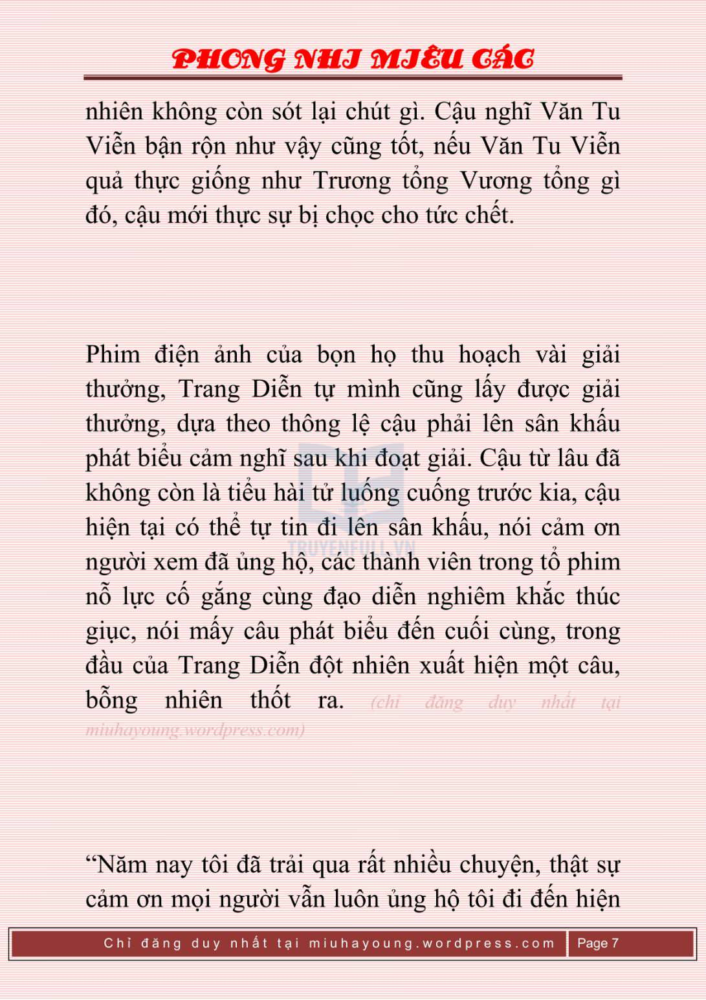 PHONG NHI MIÊU CÁC
nhiên không còn sót lại chút gì. Cậu nghĩ Văn Tu
Viễn bận rộn như vậy cũng tốt, nếu Văn Tu Viễn
quả thực giống như Trương tổng Vương tổng gì
đó, cậu mới thực sự bị chọc cho tức chết.
Phim điện ảnh của bọn họ thu hoạch vài giải
thưởng, Trang Diễn tự mình cũng lấy được giải
thưởng, dựa theo thông lệ cậu phải lên sân khấu
phát biểu cảm nghĩ sau khi đoạt giải. Cậu từ lâu đã
không còn là tiểu hài tử luống cuống trước kia, cậu
hiện tại có thể tự tin đi lên sân khấu, nói cảm ơn
TRUYENFULL.VN
người xem đã ủng hộ, các thành viên trong tổ phim
nỗ lực cố gắng cùng đạo diễn nghiêm khắc thúc
giục, nói mấy câu phát biểu đến cuối cùng, trong
đầu của Trang Diễn đột nhiên xuất hiện một câu,
bỗng nhiên thốt ra. (chỉ đăng duy nhất tại
miuhayoung.wordpress.com)
“Năm nay tôi đã trải qua rất nhiều chuyện, thật sự
cảm ơn mọi người vẫn luôn ủng hộ tôi đi đến hiện
Chỉ đăng duy nhất tại miuhayoung.wordpress.com Page 7